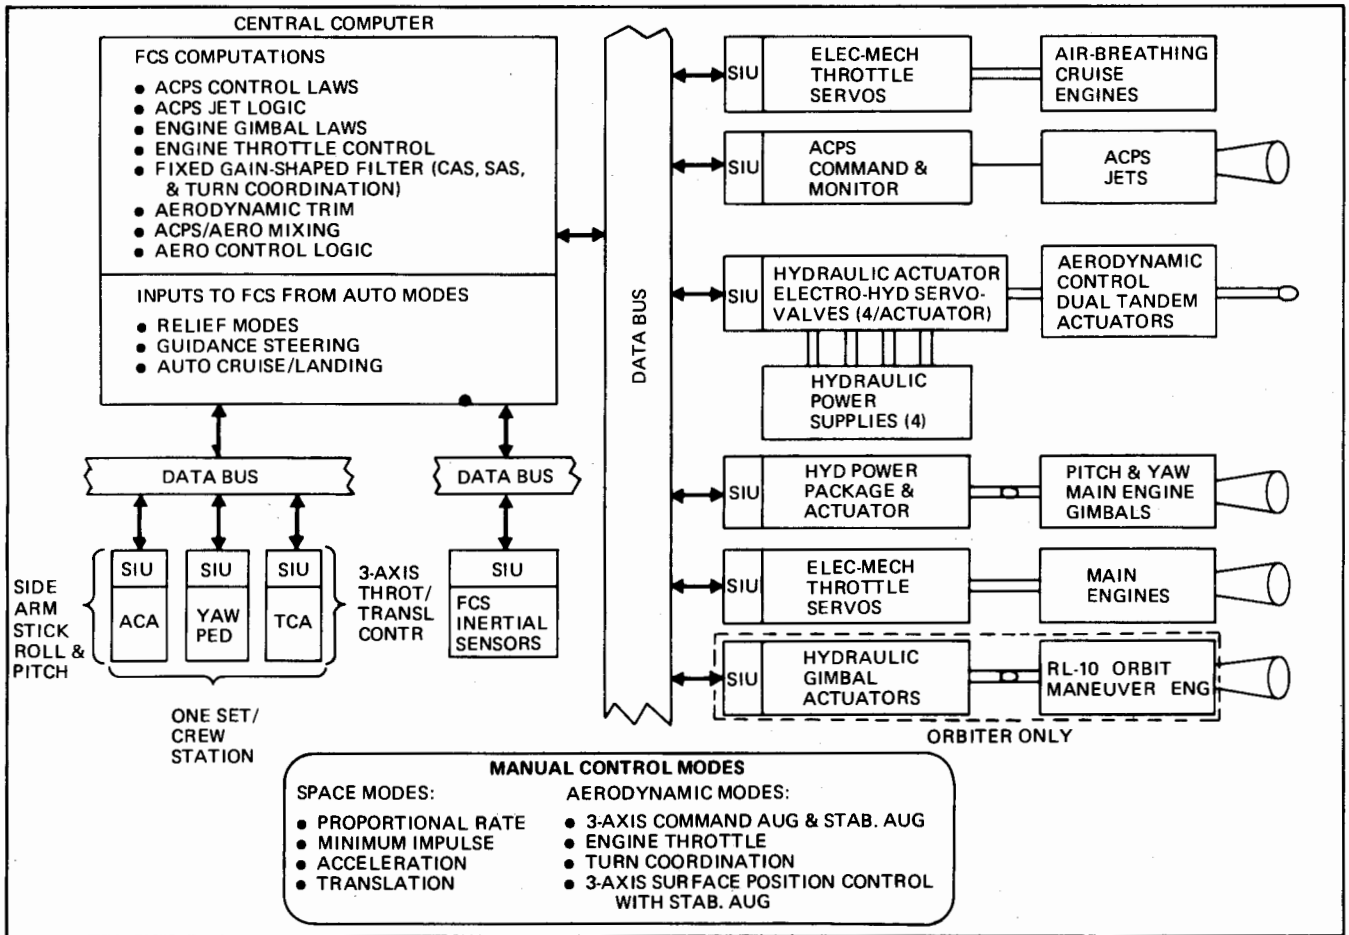 CENTRAL COMPUTER
FCS COMPUTATIONS
● ACPS CONTROL LAWS
● ACPS JET LOGIC
● ENGINE GIMBAL LAWS
● ENGINE THROTTLE CONTROL
● FIXED GAIN-SHAPED FILTER (CAS, SAS,
& TURN COORDINATION)
● AERODYNAMIC TRIM
● ACPS/AERO MIXING
● AERO CONTROL LOGIC
INPUTS TO FCS FROM AUTO MODES
● RELIEF MODES
● GUIDANCE STEERING
● AUTO CRUISE/LANDING
DATA BUS
DATA BUS
SIDE
ARM
STICK
ROLL &
PITCH
SIU
ACA
SIU
YAW
PED
SIU
TCA
3-AXIS
THROT/
TRANSL
CONTR
SIU
FCS
INERTIAL
SENSORS
ONE SET/
CREW
STATION
DATA BUS
SIU
ELEC-MECH
THROTTLE
SERVOS
AIR-BREATHING
CRUISE
ENGINES
SIU
ACPS
COMMAND &
MONITOR
ACPS
JETS
SIU
HYDRAULIC ACTUATOR
ELECTRO-HYD SERVO-
VALVES (4/ACTUATOR)
AERODYNAMIC
CONTROL
DUAL TANDEM
ACTUATORS
HYDRAULIC
POWER
SUPPLIES (4)
SIU
HYD POWER
PACKAGE &
ACTUATOR
PITCH & YAW
MAIN ENGINE
GIMBALS
SIU
ELEC-MECH
THROTTLE
SERVOS
MAIN
ENGINES
SIU
HYDRAULIC
GIMBAL
ACTUATORS
RL-10 ORBIT
MANEUVER ENG
ORBITER ONLY
MANUAL CONTROL MODES
SPACE MODES:
● PROPORTIONAL RATE
● MINIMUM IMPULSE
● ACCELERATION
● TRANSLATION
AERODYNAMIC MODES:
● 3-AXIS COMMAND AUG & STAB. AUG
● ENGINE THROTTLE
● TURN COORDINATION
● 3-AXIS SURFACE POSITION CONTROL
WITH STAB. AUG